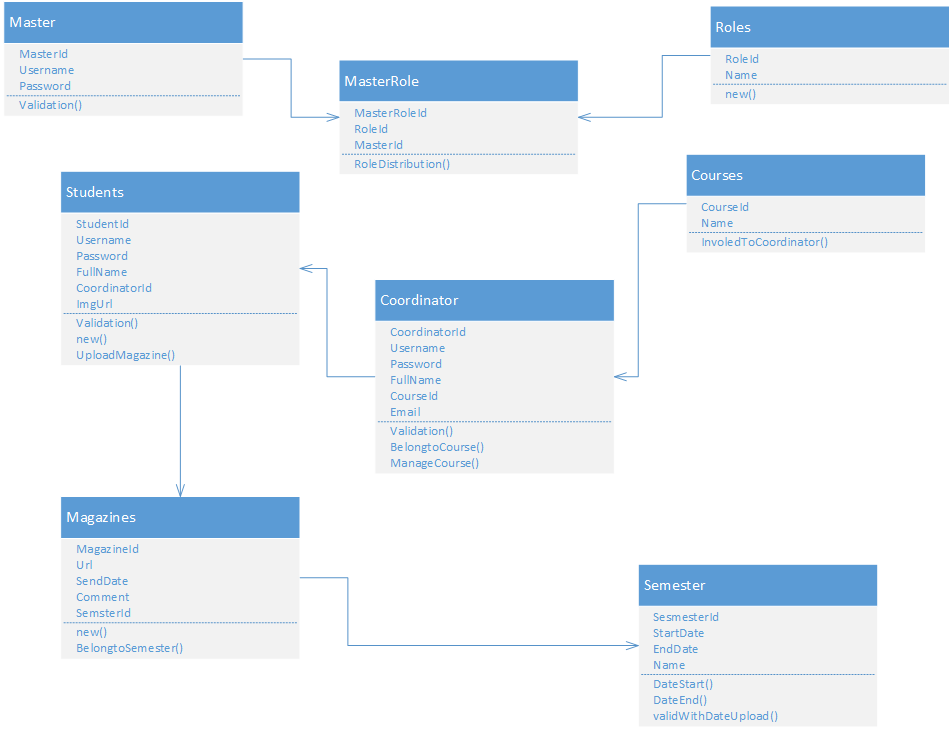 Master
MasterId
Username
Password
Validation()
MasterRole
MasterRoleId
RoleId
MasterId
RoleDistribution()
Roles
RoleId
Name
new()
Students
StudentId
Username
Password
FullName
CoordinatorId
ImgUrl
Validation()
new()
UploadMagazine()
Coordinator
CoordinatorId
Username
Password
FullName
CourseId
Email
Validation()
BelongtoCourse()
ManageCourse()
Courses
CourseId
Name
InvoledToCoordinator()
Magazines
MagazineId
Url
SendDate
Comment
SemsterId
new()
BelongtoSemester()
Semester
SesmesterId
StartDate
EndDate
Name
DateStart()
DateEnd()
validWithDateUpload()